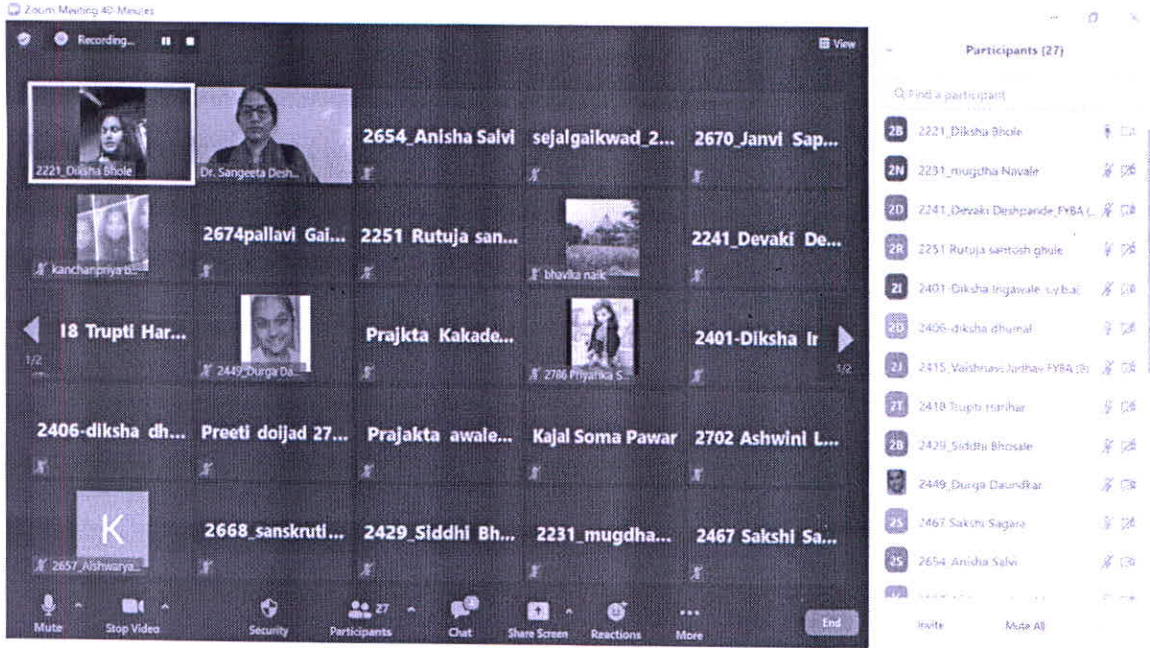 Zoom Meeting 40-Minutes
Recording...
View
2221_Diksha Bhole
Dr. Sangeeta Desh...
2654_Anisha Salvi
sejalgaikwad_2...
2670_Janvi Sap...
kanchanpriya b...
2674pallavi Gai...
2251 Rutuja san...
bhavika naik
2241_Devaki De...
1/2
18 Trupti Har...
2449_Durga Da...
Prajkta Kakade...
2786 Priyanka S...
2401-Diksha Ir
1/2
2406-diksha dh...
Preeti doijad 27...
Prajakta awale...
Kajal Soma Pawar
2702 Ashwini L...
K
2657_Aishwarya...
2668_sanskruti...
2429_Siddhi Bh...
2231_mugdha...
2467 Sakshi Sa...
Mute
Stop Video
Security
27
Participants
Chat
Share Screen
Reactions
More
End
Participants (27)
Find a participant
2B 2221_Diksha Bhole
2N 2231_mugdha Navale
2D 2241_Devaki Deshpande_FYBA (...
2R 2251 Rutuja santosh ghule
2I 2401-Diksha Ingawale s.y.b.a
2D 2406-diksha dhumal
2J 2415_Vaishnavi Jadhav FYBA (B)
2T 2418 Trupti Harihar
2B 2429_Siddhi Bhosale
2449_Durga Daundkar
2S 2467 Sakshi Sagare
2S 2654-Anisha Salvi
Invite
Mute All